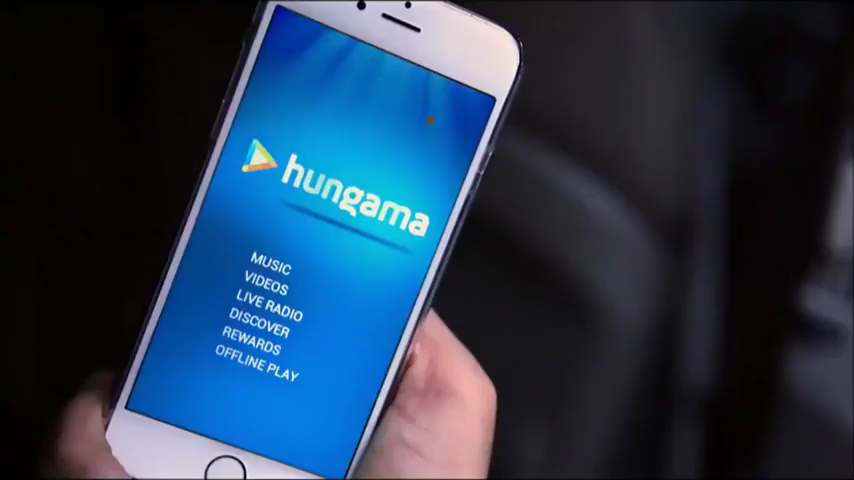 hungama
MUSIC
VIDEOS
LIVE RADIO
DISCOVER
REWARDS
OFFLINE PLAY